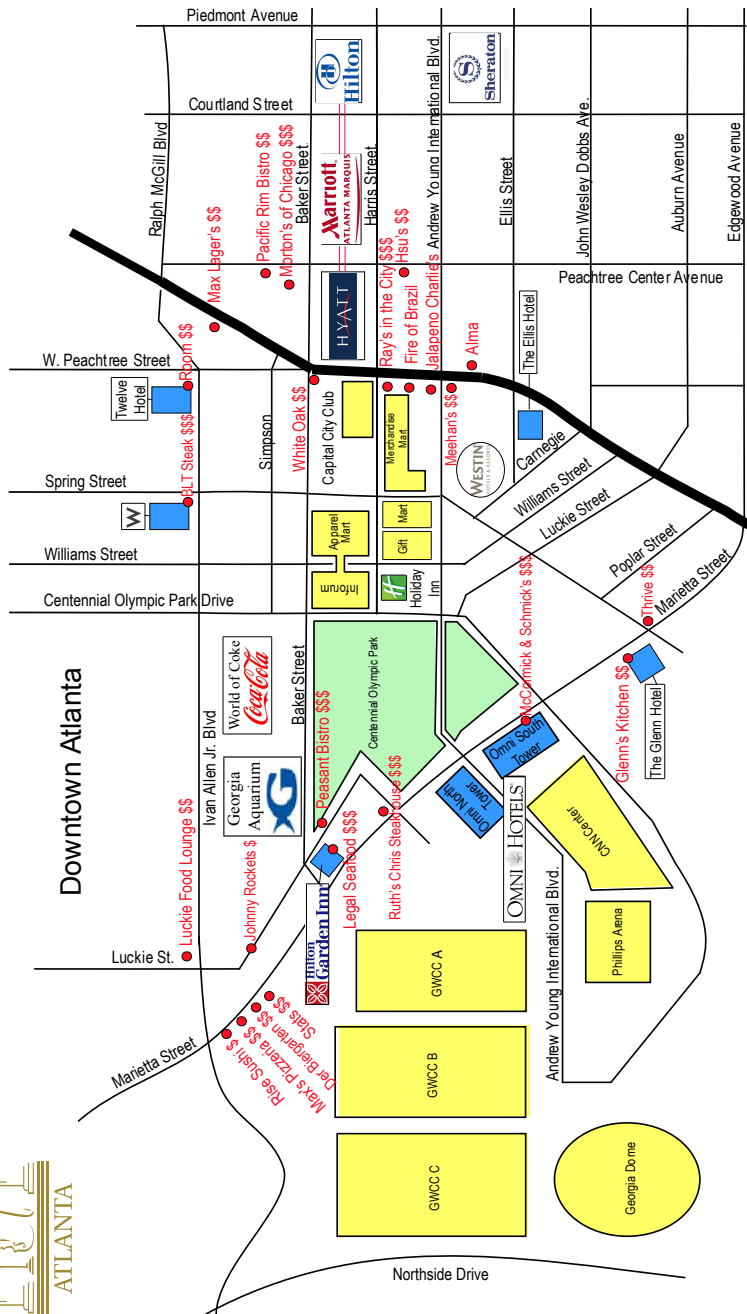 Downtown Atlanta
ATLANTA
Piedmont Avenue
Courtland Street
Peachtree Center Avenue
W. Peachtree Street
Spring Street
Williams Street
Centennial Olympic Park Drive
Luckie St.
Marietta Street
Northside Drive
Ralph McGill Blvd
Ivan Allen Jr. Blvd
Simpson
Baker Street
Baker Street
Harris Street
Andrew Young International Blvd.
Ellis Street
John Wesley Dobbs Ave.
Auburn Avenue
Edgewood Avenue
Carnegie
Williams Street
Luckie Street
Poplar Street
Marietta Street
Andrew Young International Blvd.
Hilton
Marriott
ATLANTA MARQUIS
HYATT
S
Sheraton
Max Lager's $$
Pacific Rim Bistro $$
Morton's of Chicago $$$
Room $$
Twelve
Hotel
BLT Steak $$$
W
White Oak $$
Capital City Club
Ray's in the City $$$
Hsu's $$
Fire of Brazil
Jalapeno Charlie's
Meehan's $$
Alma
The Ellis Hotel
Merchandise
Mart
WESTIN
HOTELS & RESORTS
Apparel
Mart
Inforum
Gift
Mart
Holiday
Inn
World of Coke
Coca-Cola
Georgia
Aquarium
G
Centennial Olympic Park
Peasant Bistro $$$
Luckie Food Lounge $$
Johnny Rockets $
Hilton
Garden Inn
Legal Seafood $$$
Ruth's Chris Steakhouse $$$
Rise Sushi $
Max's Pizzeria $$
Der Biergarten $$
Stats $$
Omni North
Tower
Omni South
Tower
OMNI HOTELS
McCormick & Schmick's $$$
Thrive $$
Glenn's Kitchen $$
The Glenn Hotel
CNN Center
Phillips Arena
GWCC A
GWCC B
GWCC C
Georgia Dome